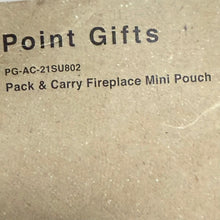 Point Gifts
PG-AC-21SU802
Pack & Carry Fireplace Mini Pouch